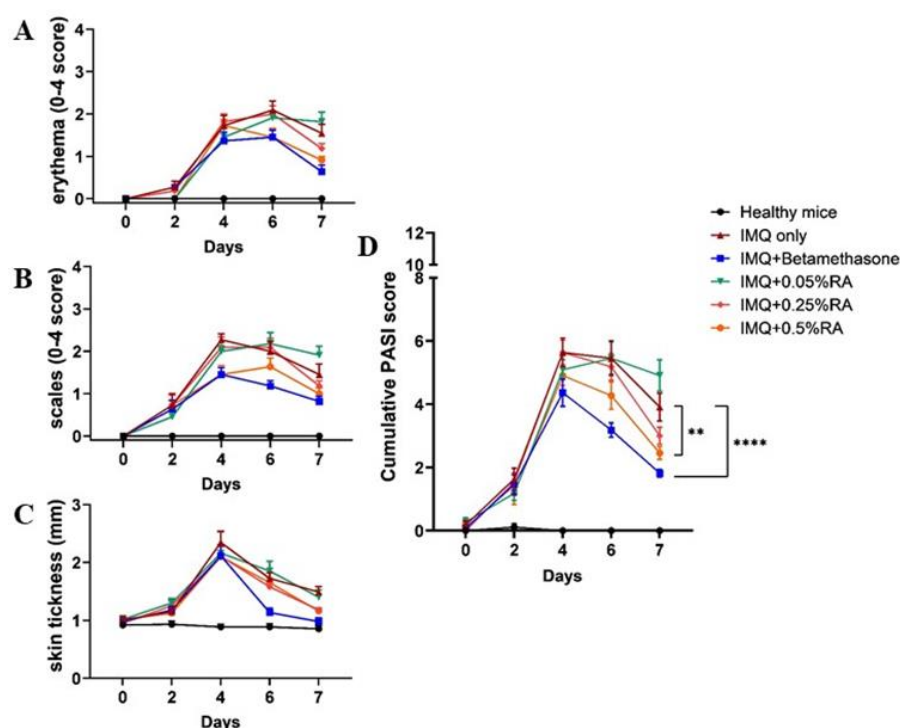 A
erythema (0-4 score)
4
3
2
1
0
0 2 4 6 7
Days
B
scales (0-4 score)
4
3
2
1
0
0 2 4 6 7
Days
C
skin tickness (mm)
3
2
1
0
0 2 4 6 7
Days
D
Cumulative PASI score
12
10
8
6
4
2
0
0 2 4 6 7
Days
**
****
Healthy mice
IMQ only
IMQ+Betamethasone
IMQ+0.05%RA
IMQ+0.25%RA
IMQ+0.5%RA